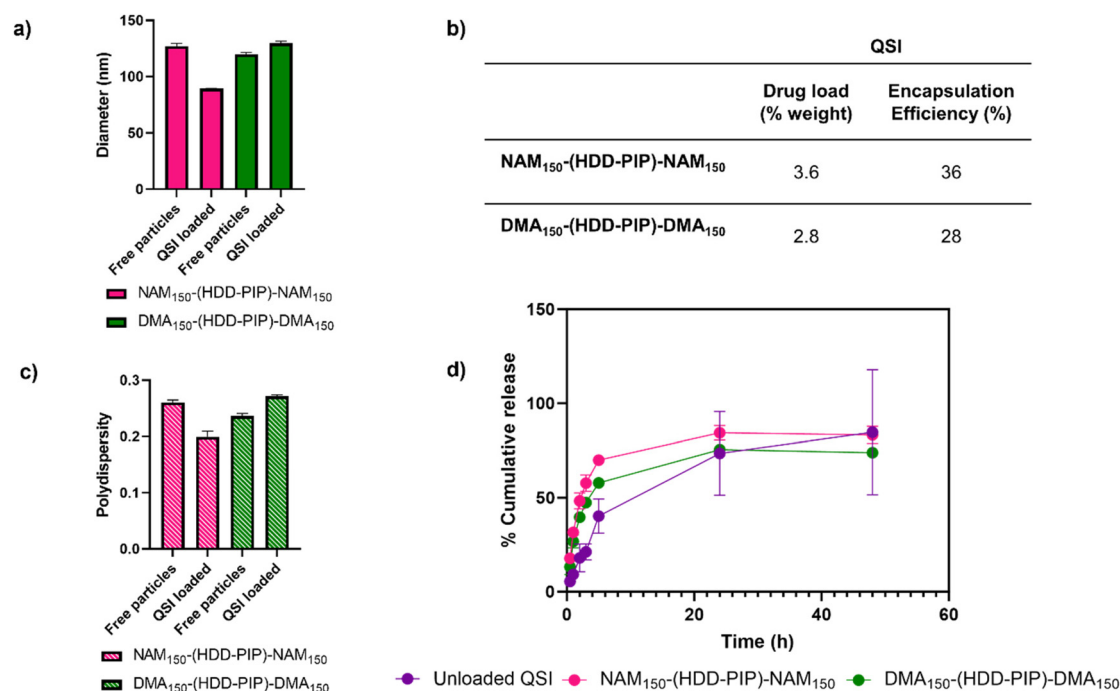 a)
Diameter (nm)
150
100
50
0
Free particles
QSI loaded
Free particles
QSI loaded
NAM₁₅₀-(HDD-PIP)-NAM₁₅₀
DMA₁₅₀-(HDD-PIP)-DMA₁₅₀
b)
QSI
Drug load
(% weight)
Encapsulation
Efficiency (%)
NAM₁₅₀-(HDD-PIP)-NAM₁₅₀
3.6
36
DMA₁₅₀-(HDD-PIP)-DMA₁₅₀
2.8
28
c)
Polydispersity
0.3
0.2
0.1
0.0
Free particles
QSI loaded
Free particles
QSI loaded
NAM₁₅₀-(HDD-PIP)-NAM₁₅₀
DMA₁₅₀-(HDD-PIP)-DMA₁₅₀
d)
% Cumulative release
150
100
50
0
0
20
40
60
Time (h)
Unloaded QSI
NAM₁₅₀-(HDD-PIP)-NAM₁₅₀
DMA₁₅₀-(HDD-PIP)-DMA₁₅₀